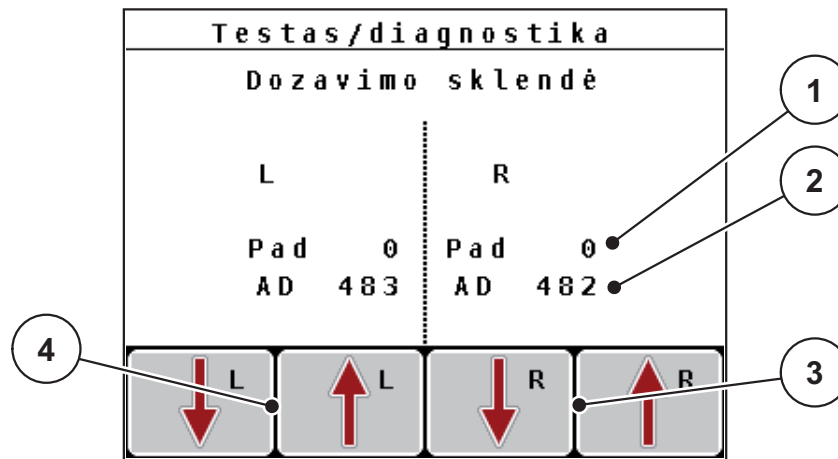 Testas/diagnostika
Dozavimo sklendė
1
2
L R
Pad 0 Pad 0
AD 483 AD 482
4
3
L L R R